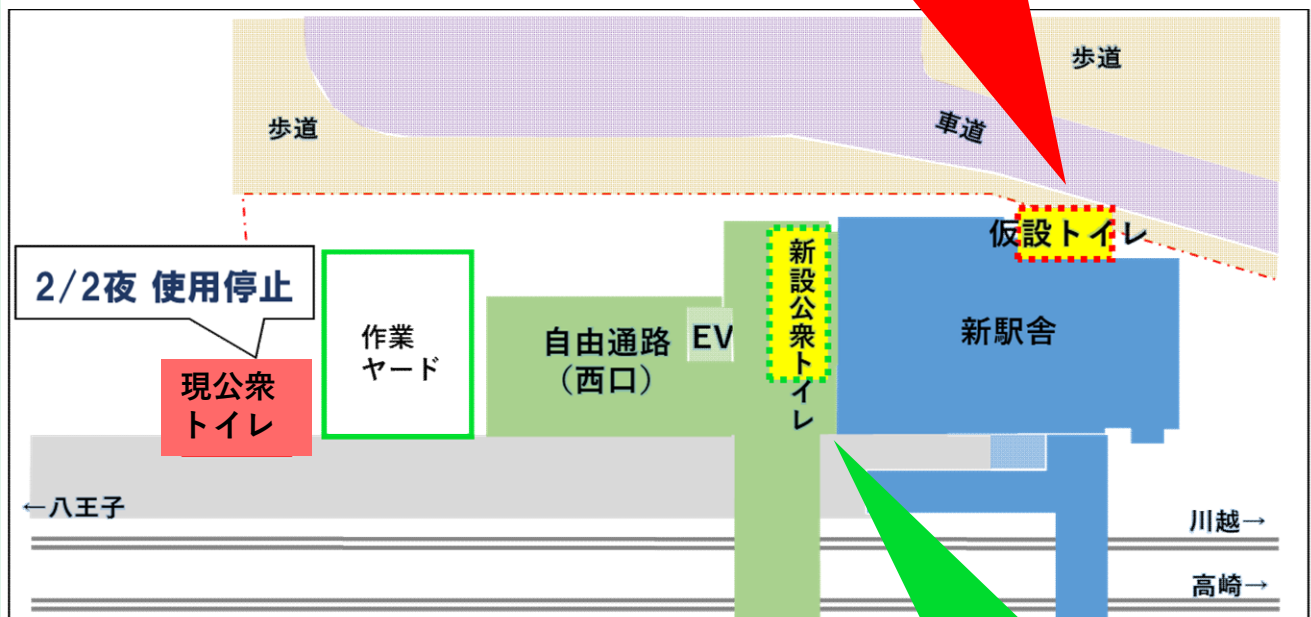 歩道
歩道
車道
仮設トイレ
新設公衆トイレ
2/2夜 使用停止
作業
ヤード
自由通路
（西口）
EV
新駅舎
現公衆
トイレ
←八王子
川越→
高崎→